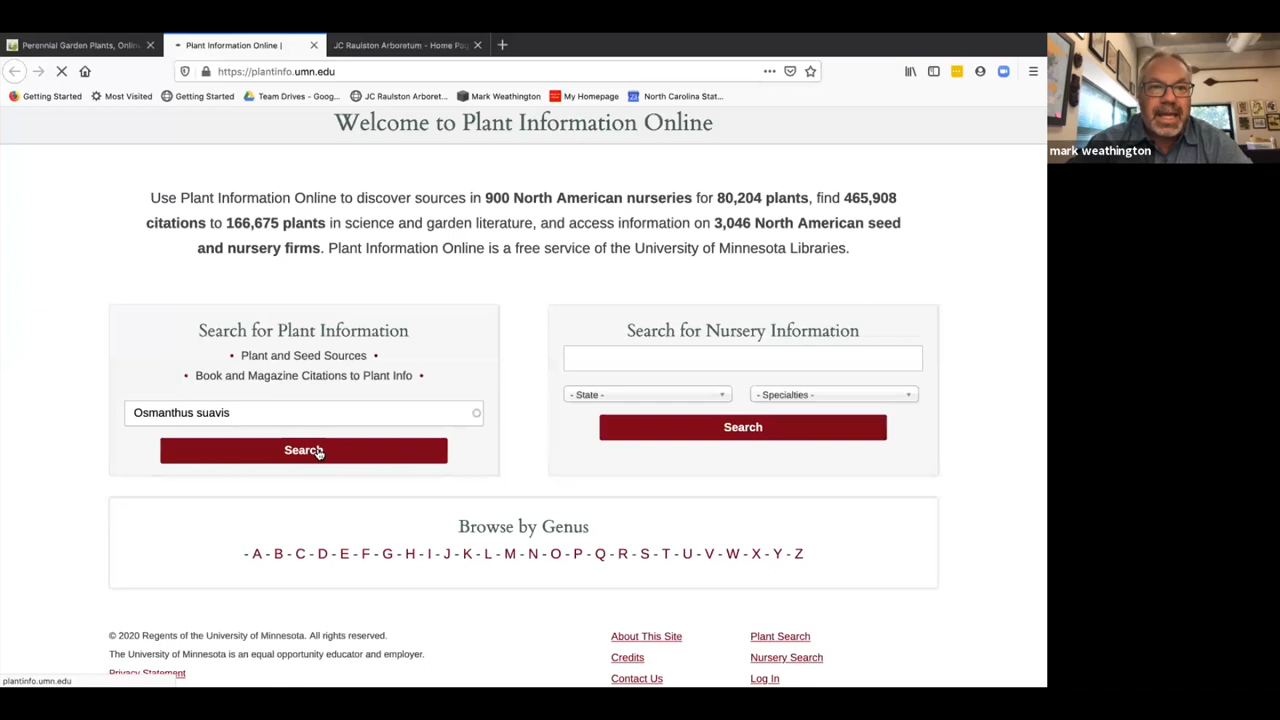 Perennial Garden Plants, Onlin
Plant Information Online |
JC Raulston Arboretum - Home Pag
https://plantinfo.umn.edu
Getting Started
Most Visited
Getting Started
Team Drives - Goog...
JC Raulston Arboret...
Mark Weathington
My Homepage
North Carolina Stat...
mark weathington
Welcome to Plant Information Online
Use Plant Information Online to discover sources in 900 North American nurseries for 80,204 plants, find 465,908
citations to 166,675 plants in science and garden literature, and access information on 3,046 North American seed
and nursery firms. Plant Information Online is a free service of the University of Minnesota Libraries.
Search for Plant Information
• Plant and Seed Sources •
• Book and Magazine Citations to Plant Info •
Osmanthus suavis
Search
Search for Nursery Information
- State -
- Specialties -
Search
Browse by Genus
- A - B - C - D - E - F - G - H - I - J - K - L - M - N - O - P - Q - R - S - T - U - V - W - X - Y - Z
© 2020 Regents of the University of Minnesota. All rights reserved.
The University of Minnesota is an equal opportunity educator and employer.
Privacy Statement
About This Site
Credits
Contact Us
Plant Search
Nursery Search
Log In
plantinfo.umn.edu